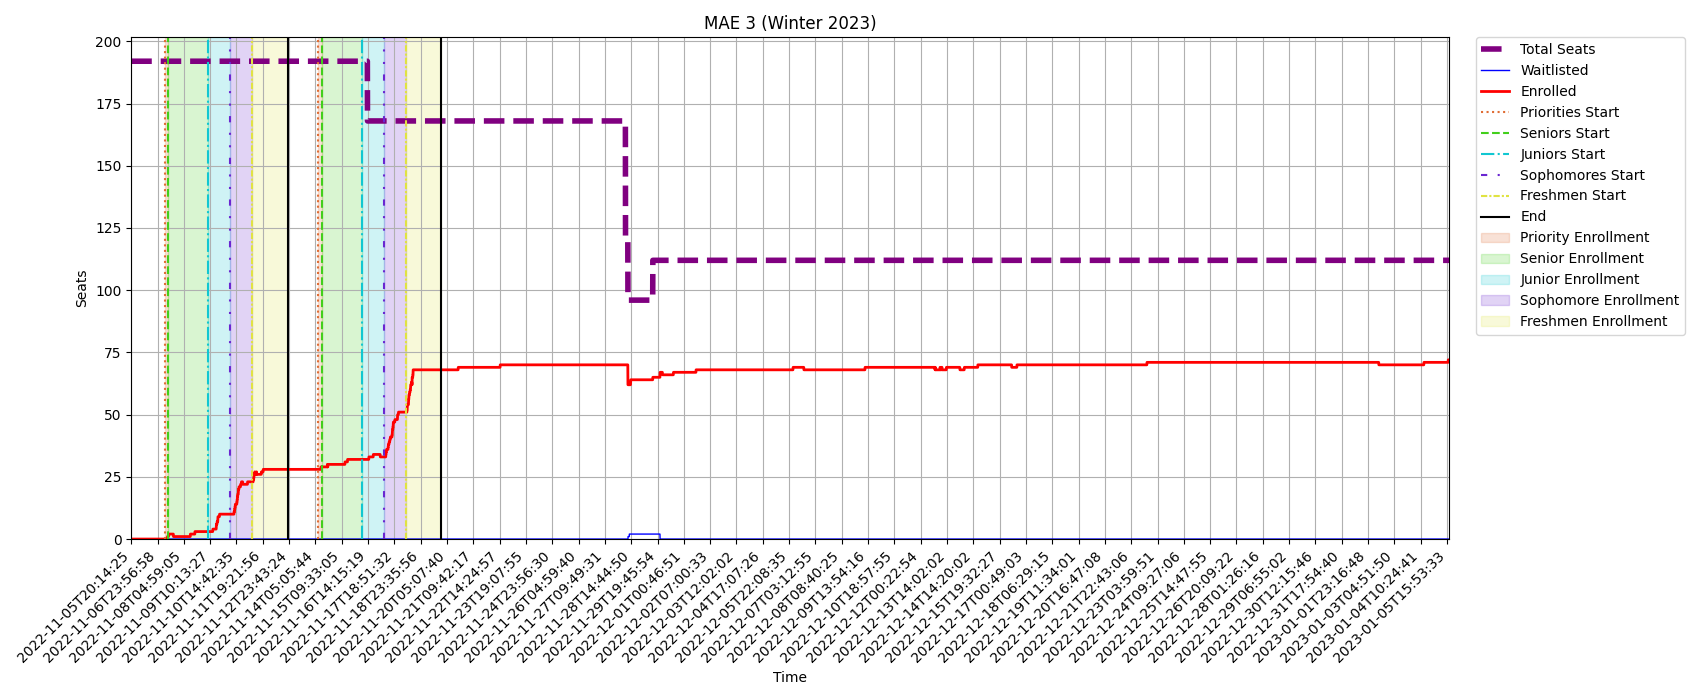 MAE 3 (Winter 2023)
200
175
150
125
100
75
50
25
0
Seats
2022-11-05T20:14:25
2022-11-06T23:56:58
2022-11-08T04:59:05
2022-11-09T10:13:27
2022-11-10T14:42:35
2022-11-11T19:21:56
2022-11-12T23:43:24
2022-11-14T05:05:44
2022-11-15T09:33:05
2022-11-16T14:15:19
2022-11-17T18:51:32
2022-11-18T23:35:56
2022-11-20T05:07:40
2022-11-21T09:42:17
2022-11-22T14:24:57
2022-11-23T19:07:55
2022-11-24T23:56:30
2022-11-26T04:59:40
2022-11-27T09:49:31
2022-11-28T14:44:50
2022-11-29T19:45:54
2022-12-01T00:46:51
2022-12-02T07:00:33
2022-12-03T12:02:02
2022-12-04T17:07:26
2022-12-05T22:08:35
2022-12-07T03:12:55
2022-12-08T08:40:25
2022-12-09T13:54:16
2022-12-10T18:57:55
2022-12-12T00:22:54
2022-12-13T14:02:02
2022-12-14T14:20:02
2022-12-15T19:32:27
2022-12-17T00:49:03
2022-12-18T06:29:15
2022-12-19T11:34:01
2022-12-20T16:47:08
2022-12-21T22:43:06
2022-12-23T03:59:51
2022-12-24T09:27:06
2022-12-25T14:47:55
2022-12-26T20:09:22
2022-12-28T01:26:16
2022-12-29T06:55:02
2022-12-30T12:15:46
2022-12-31T17:54:40
2023-01-01T23:16:48
2023-01-03T04:51:50
2023-01-04T10:24:41
2023-01-05T15:53:33
Time
Total Seats
Waitlisted
Enrolled
Priorities Start
Seniors Start
Juniors Start
Sophomores Start
Freshmen Start
End
Priority Enrollment
Senior Enrollment
Junior Enrollment
Sophomore Enrollment
Freshmen Enrollment